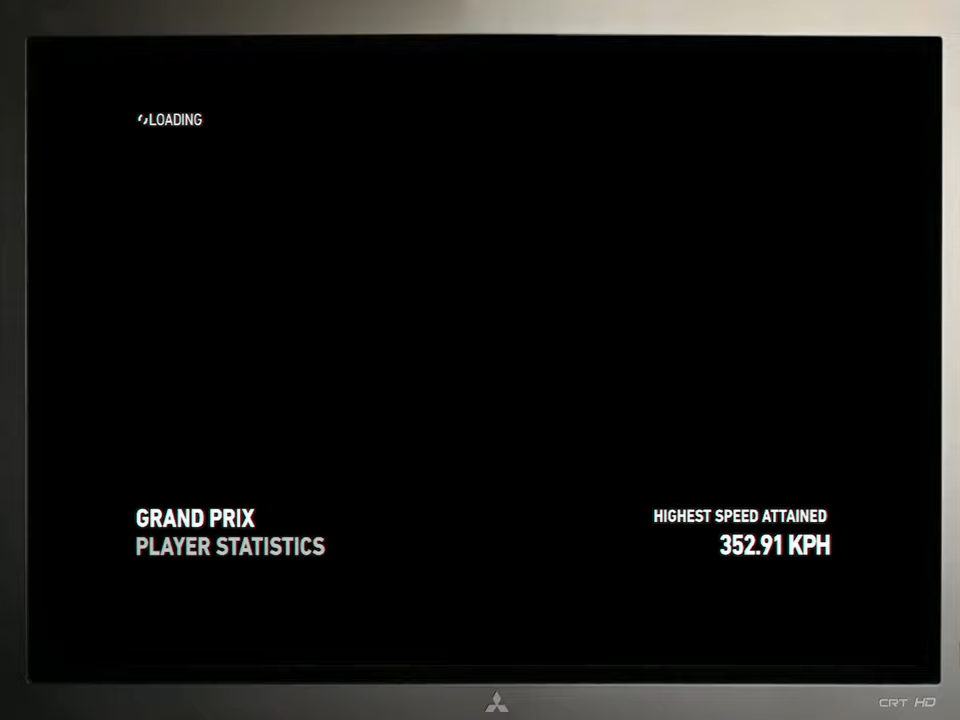 LOADING
GRAND PRIX
PLAYER STATISTICS
HIGHEST SPEED ATTAINED
352.91 KPH
CRT HD